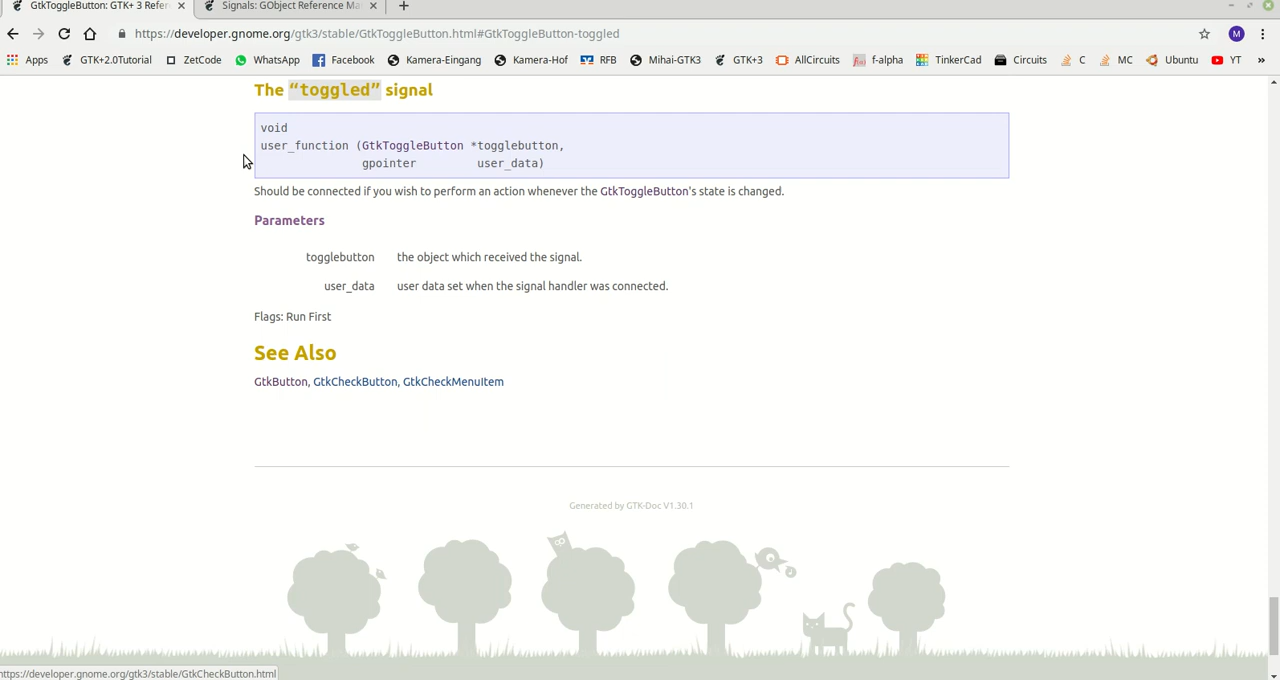 GtkToggleButton: GTK+ 3 Refer
Signals: GObject Reference Ma
https://developer.gnome.org/gtk3/stable/GtkToggleButton.html#GtkToggleButton-toggled
M
Apps GTK+2.0Tutorial ZetCode WhatsApp Facebook Kamera-Eingang Kamera-Hof RFB Mihai-GTK3 GTK+3 AllCircuits f-alpha TinkerCad Circuits C MC Ubuntu YT »
The “toggled” signal
void
user_function (GtkToggleButton *togglebutton,
gpointer user_data)
Should be connected if you wish to perform an action whenever the GtkToggleButton's state is changed.
Parameters
togglebutton the object which received the signal.
user_data user data set when the signal handler was connected.
Flags: Run First
See Also
GtkButton, GtkCheckButton, GtkCheckMenuItem
Generated by GTK-Doc V1.30.1
https://developer.gnome.org/gtk3/stable/GtkCheckButton.html